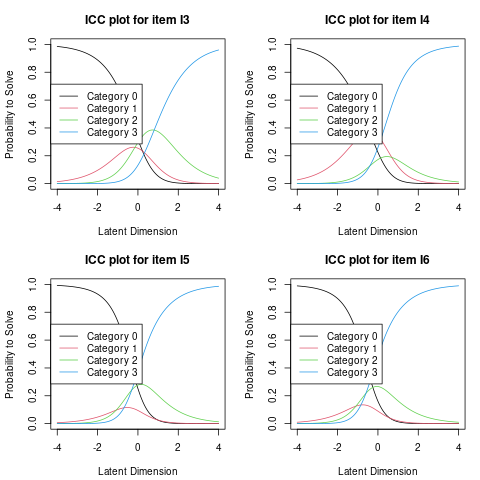 ICC plot for item I3
Probability to Solve
1.0
0.8
0.6
0.4
0.2
0.0
Category 0
Category 1
Category 2
Category 3
-4 -2 0 2 4
Latent Dimension
ICC plot for item I4
Probability to Solve
1.0
0.8
0.6
0.4
0.2
0.0
Category 0
Category 1
Category 2
Category 3
-4 -2 0 2 4
Latent Dimension
ICC plot for item I5
Probability to Solve
1.0
0.8
0.6
0.4
0.2
0.0
Category 0
Category 1
Category 2
Category 3
-4 -2 0 2 4
Latent Dimension
ICC plot for item I6
Probability to Solve
1.0
0.8
0.6
0.4
0.2
0.0
Category 0
Category 1
Category 2
Category 3
-4 -2 0 2 4
Latent Dimension